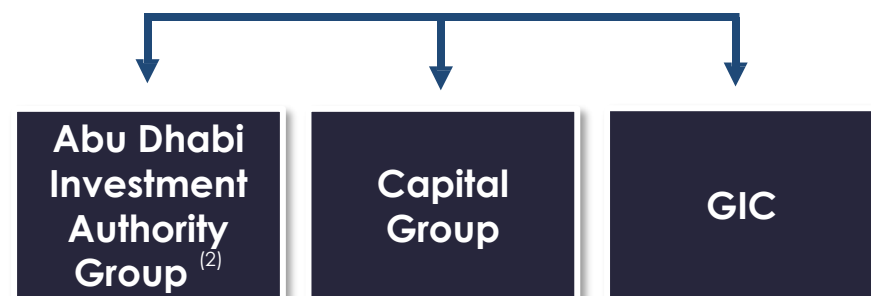 Abu Dhabi
Investment
Authority
Group (2)
Capital
Group
GIC